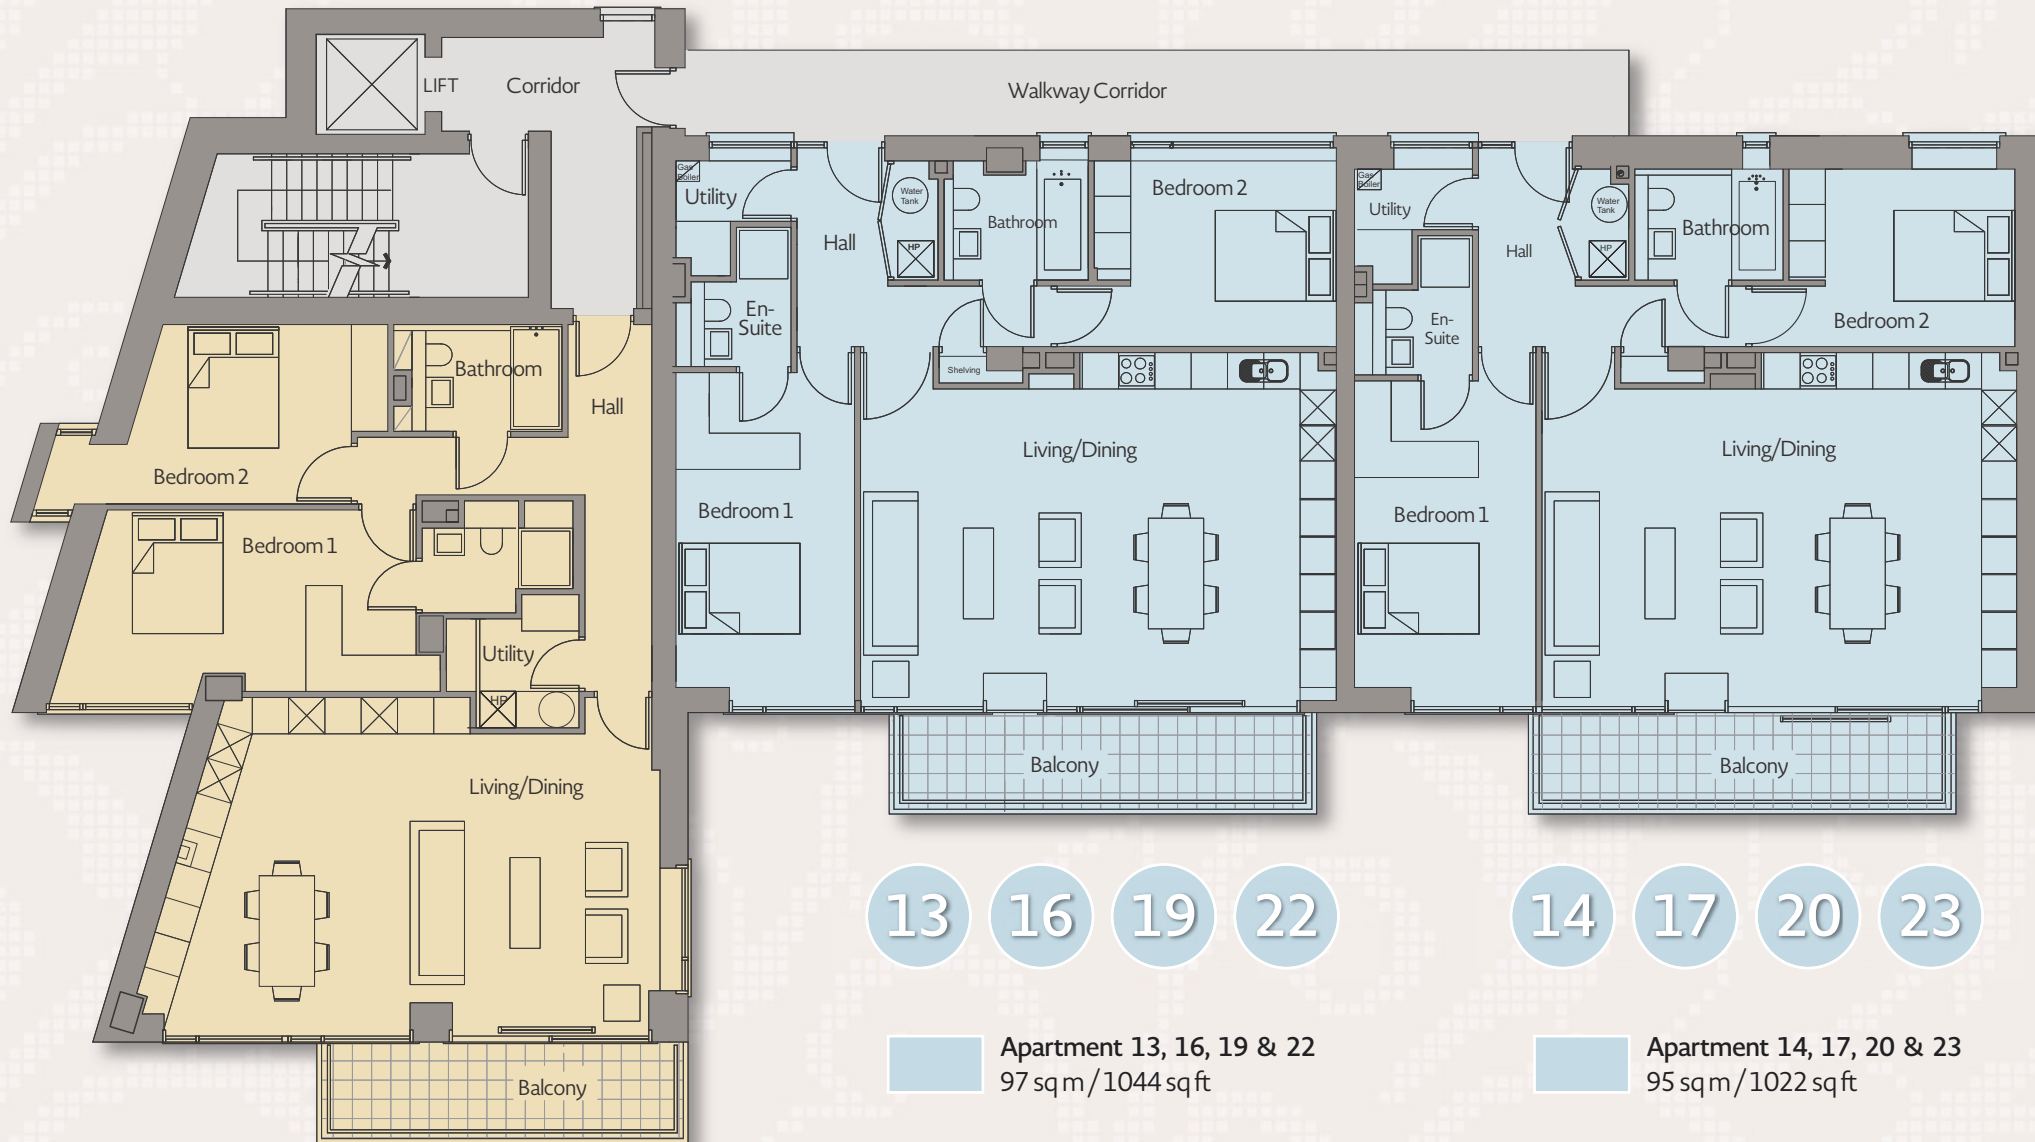 LIFT
Corridor
Walkway Corridor
Gas Boiler
Utility
Hall
Water Tank
HP
Bathroom
Bedroom 2
En-
Suite
Shelving
Bedroom 1
Living/Dining
Balcony
Gas Boiler
Utility
Hall
Water Tank
HP
Bathroom
Bedroom 2
En-
Suite
Bedroom 1
Living/Dining
Balcony
Bathroom
Hall
Bedroom 2
Bedroom 1
Utility
HP
Living/Dining
Balcony
13 16 19 22
14 17 20 23
Apartment 13, 16, 19 & 22
97 sq m / 1044 sq ft
Apartment 14, 17, 20 & 23
95 sq m / 1022 sq ft